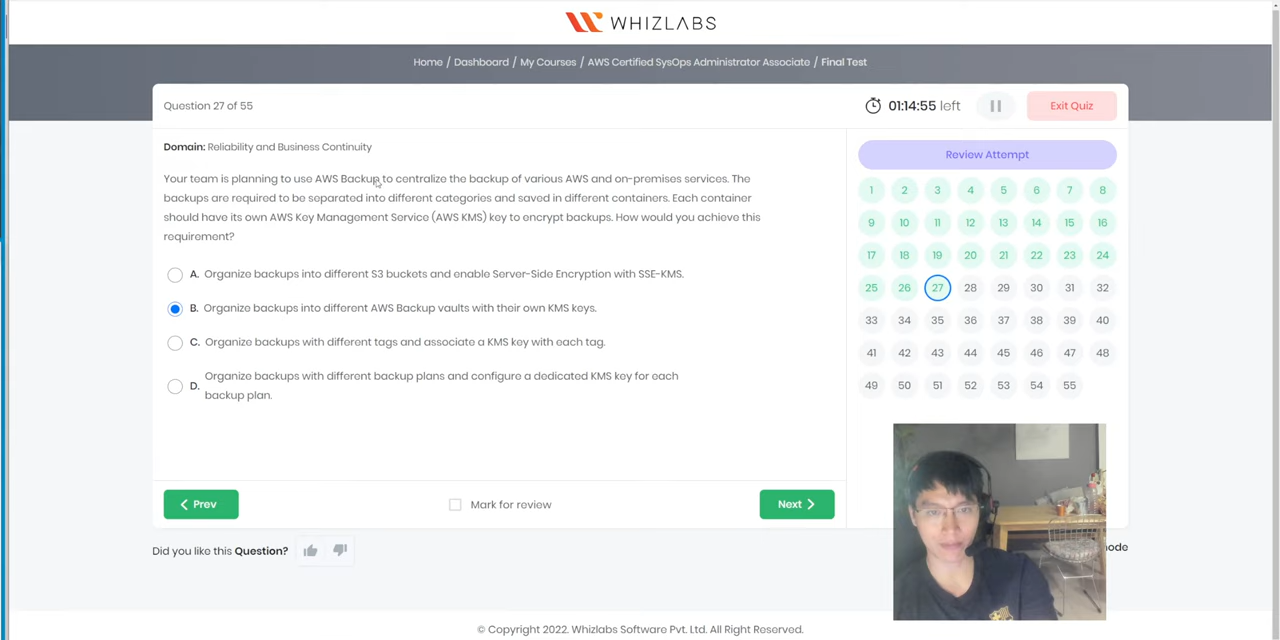 WHIZLABS
Home / Dashboard / My Courses / AWS Certified SysOps Administrator Associate / Final Test
Question 27 of 55
01:14:55 left
Exit Quiz
Domain: Reliability and Business Continuity
Your team is planning to use AWS Backup to centralize the backup of various AWS and on-premises services. The
backups are required to be separated into different categories and saved in different containers. Each container
should have its own AWS Key Management Service (AWS KMS) key to encrypt backups. How would you achieve this
requirement?
A. Organize backups into different S3 buckets and enable Server-Side Encryption with SSE-KMS.
B. Organize backups into different AWS Backup vaults with their own KMS keys.
C. Organize backups with different tags and associate a KMS key with each tag.
D. Organize backups with different backup plans and configure a dedicated KMS key for each
backup plan.
Prev
Mark for review
Next
Review Attempt
1 2 3 4 5 6 7 8
9 10 11 12 13 14 15 16
17 18 19 20 21 22 23 24
25 26 27 28 29 30 31 32
33 34 35 36 37 38 39 40
41 42 43 44 45 46 47 48
49 50 51 52 53 54 55
Did you like this Question?
© Copyright 2022. Whizlabs Software Pvt. Ltd. All Right Reserved.